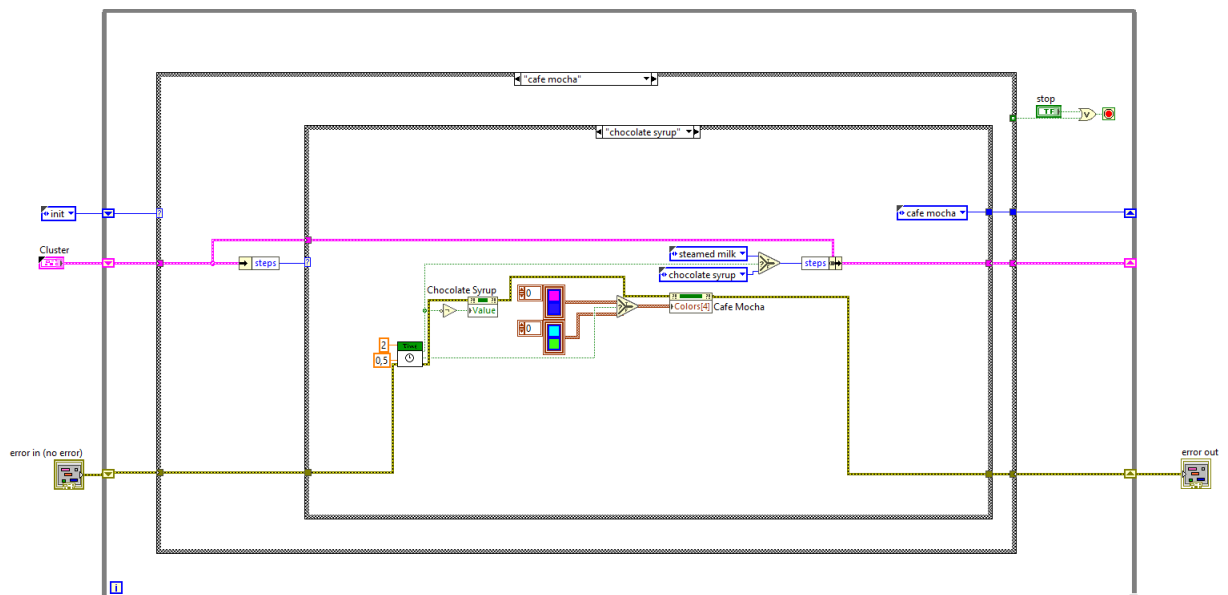 "cafe mocha"
stop
TF
"chocolate syrup"
init
cafe mocha
?
Cluster
steamed milk
steps
?
steps
chocolate syrup
Chocolate Syrup
Value
0
Colors[4]
Cafe Mocha
0
2
0,5
error in (no error)
error out
i